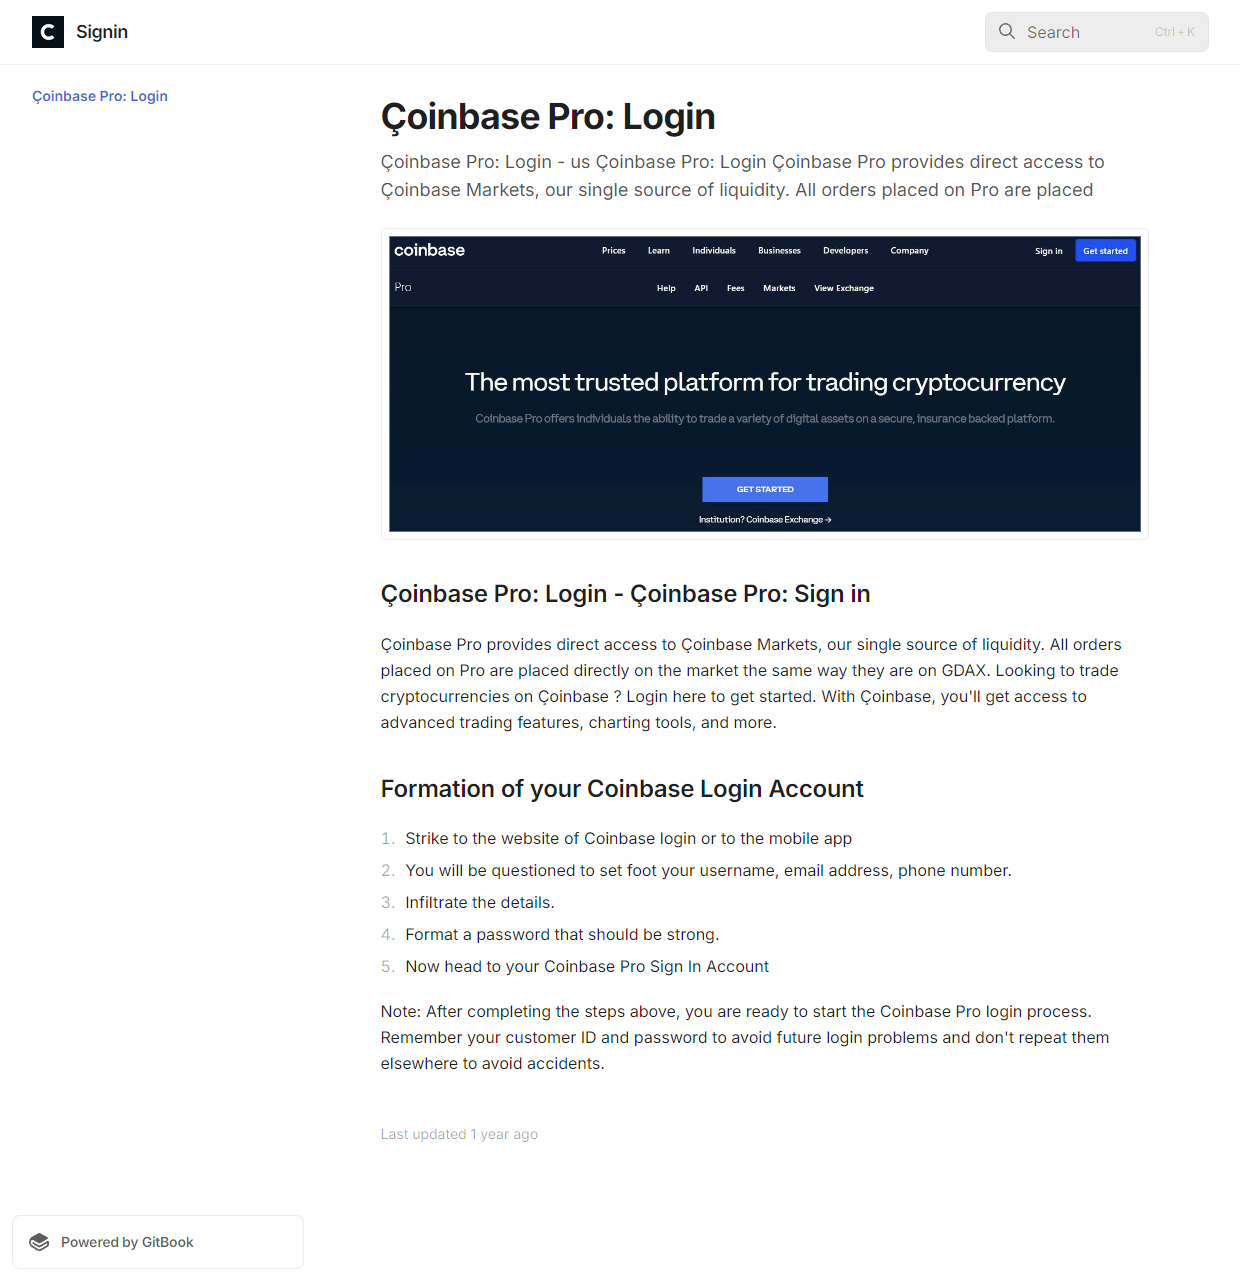 C Signin
Search Ctrl + K
Çoinbase Pro: Login
Çoinbase Pro: Login
Çoinbase Pro: Login - us Çoinbase Pro: Login Çoinbase Pro provides direct access to
Çoinbase Markets, our single source of liquidity. All orders placed on Pro are placed
coinbase Prices Learn Individuals Businesses Developers Company Sign in Get started
Pro Help API Fees Markets View Exchange
The most trusted platform for trading cryptocurrency
Coinbase Pro offers individuals the ability to trade a variety of digital assets on a secure, insurance backed platform.
GET STARTED
Institution? Coinbase Exchange →
Çoinbase Pro: Login - Çoinbase Pro: Sign in
Çoinbase Pro provides direct access to Çoinbase Markets, our single source of liquidity. All orders
placed on Pro are placed directly on the market the same way they are on GDAX. Looking to trade
cryptocurrencies on Çoinbase ? Login here to get started. With Çoinbase, you'll get access to
advanced trading features, charting tools, and more.
Formation of your Coinbase Login Account
1. Strike to the website of Coinbase login or to the mobile app
2. You will be questioned to set foot your username, email address, phone number.
3. Infiltrate the details.
4. Format a password that should be strong.
5. Now head to your Coinbase Pro Sign In Account
Note: After completing the steps above, you are ready to start the Coinbase Pro login process.
Remember your customer ID and password to avoid future login problems and don't repeat them
elsewhere to avoid accidents.
Last updated 1 year ago
Powered by GitBook